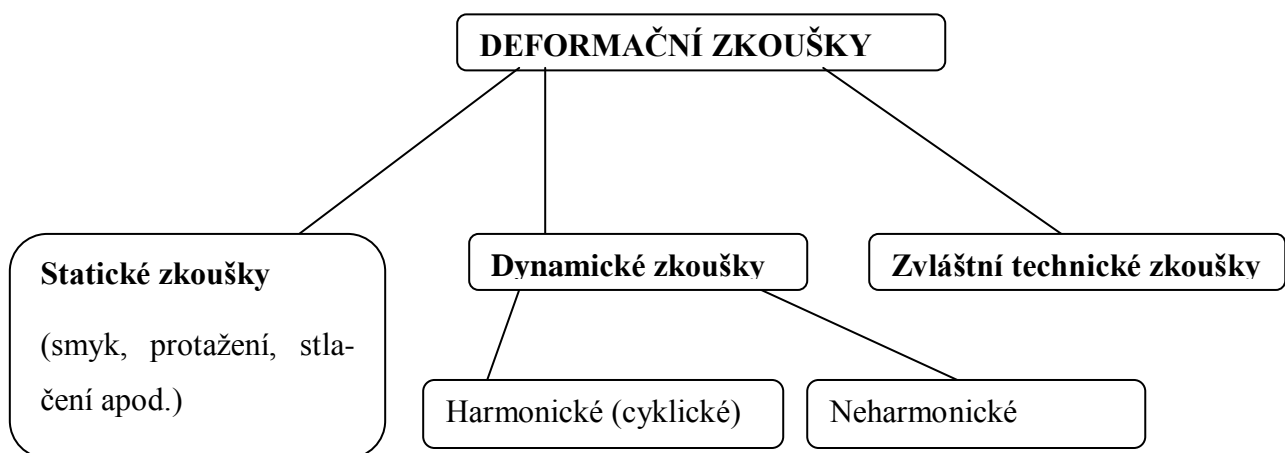 DEFORMAČNÍ ZKOUŠKY
Statické zkoušky
(smyk, protažení, stla-
čení apod.)
Dynamické zkoušky
Zvláštní technické zkoušky
Harmonické (cyklické)
Neharmonické